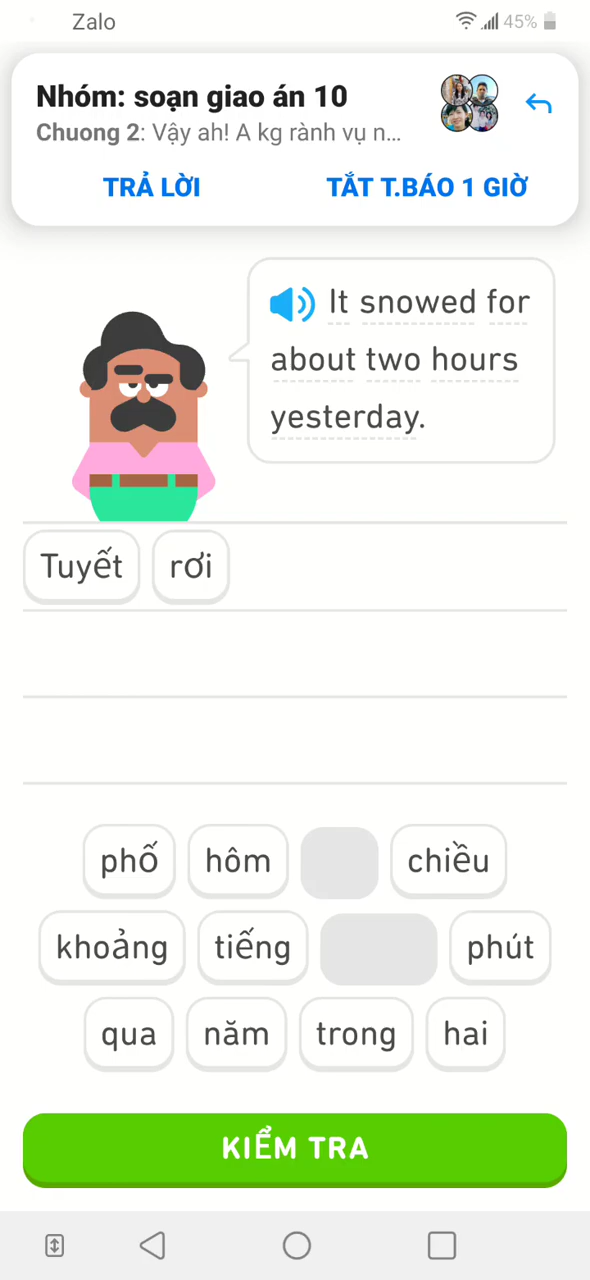 Zalo 45%
Nhóm: soạn giao án 10
Chuong 2: Vậy ah! A kg rành vụ n...
TRẢ LỜI TẮT T.BÁO 1 GIỜ
It snowed for
about two hours
yesterday.
Tuyết rơi
phố hôm chiều
khoảng tiếng phút
qua năm trong hai
KIỂM TRA